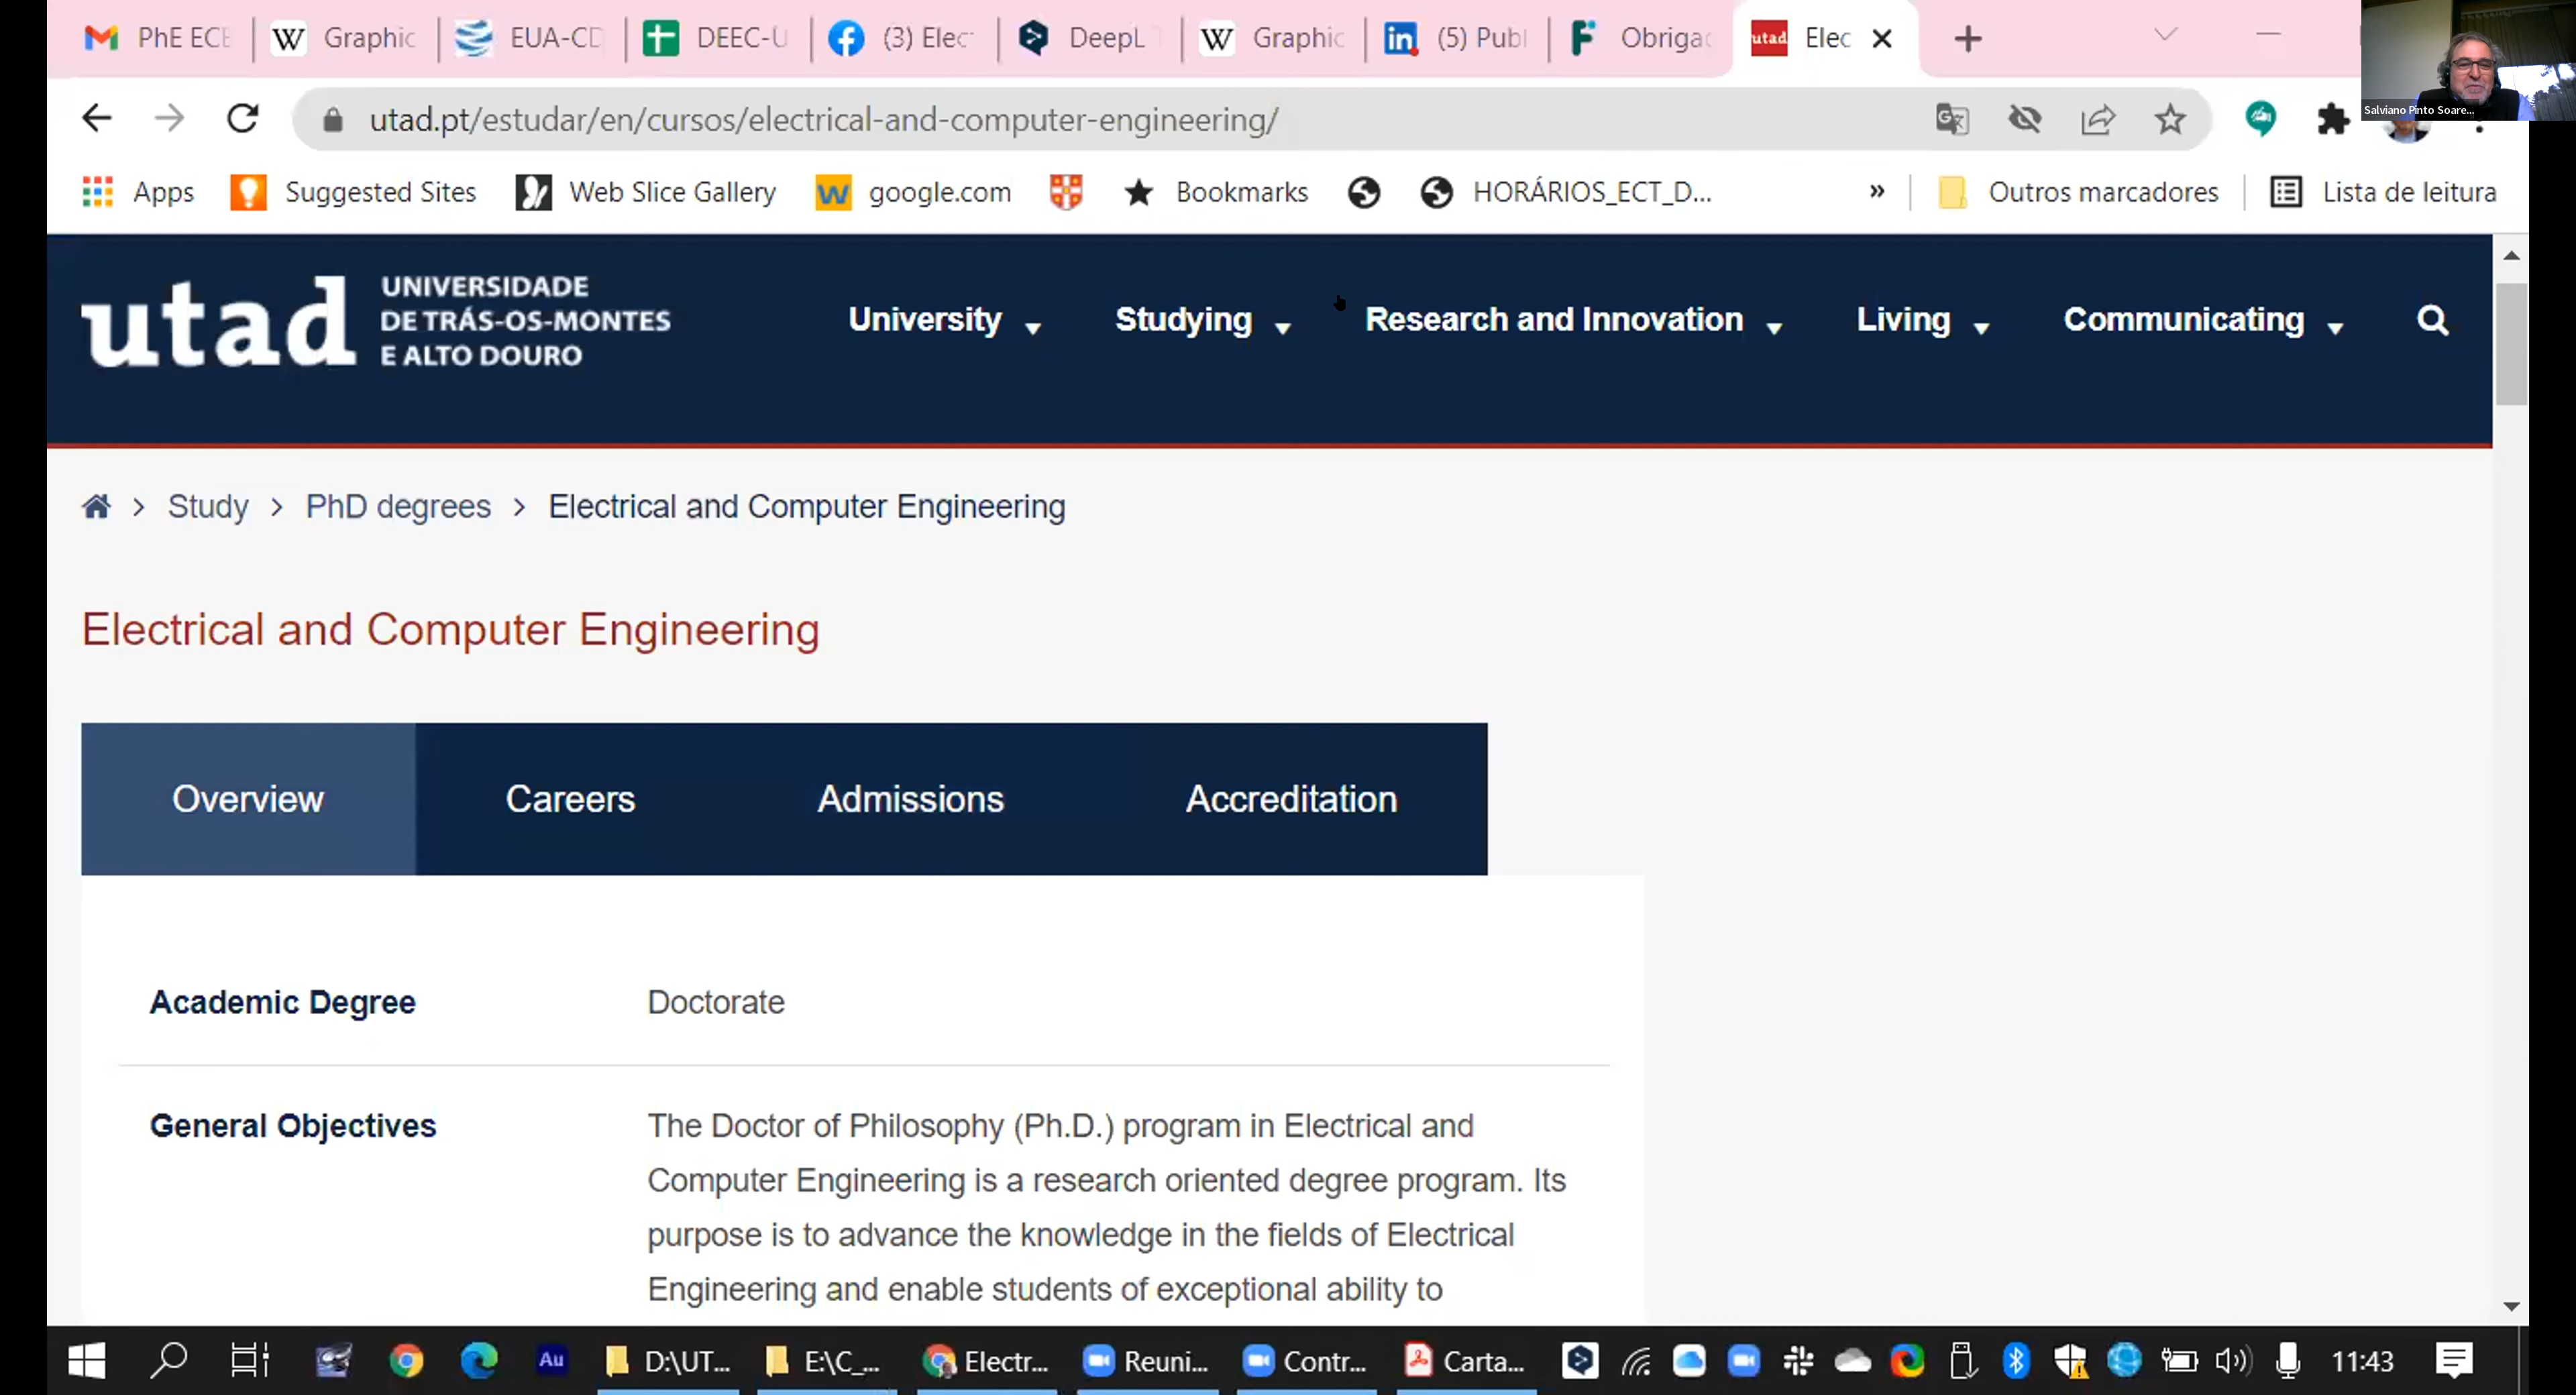 PhE ECE
Graphic
EUA-CD
DEEC-U
(3) Elec
DeepL T
Graphic
(5) Publ
Obrigac
utad Elec
utad.pt/estudar/en/cursos/electrical-and-computer-engineering/
Salviano Pinto Soare...
Apps Suggested Sites Web Slice Gallery google.com Bookmarks HORÁRIOS_ECT_D... » Outros marcadores Lista de leitura
utad
UNIVERSIDADE
DE TRÁS-OS-MONTES
E ALTO DOURO
University Studying Research and Innovation Living Communicating
> Study > PhD degrees > Electrical and Computer Engineering
Electrical and Computer Engineering
Overview Careers Admissions Accreditation
Academic Degree Doctorate
General Objectives The Doctor of Philosophy (Ph.D.) program in Electrical and
Computer Engineering is a research oriented degree program. Its
purpose is to advance the knowledge in the fields of Electrical
Engineering and enable students of exceptional ability to
Au D:\UT... E:\C_... Electr... Reuni... Contr... Carta... 11:43